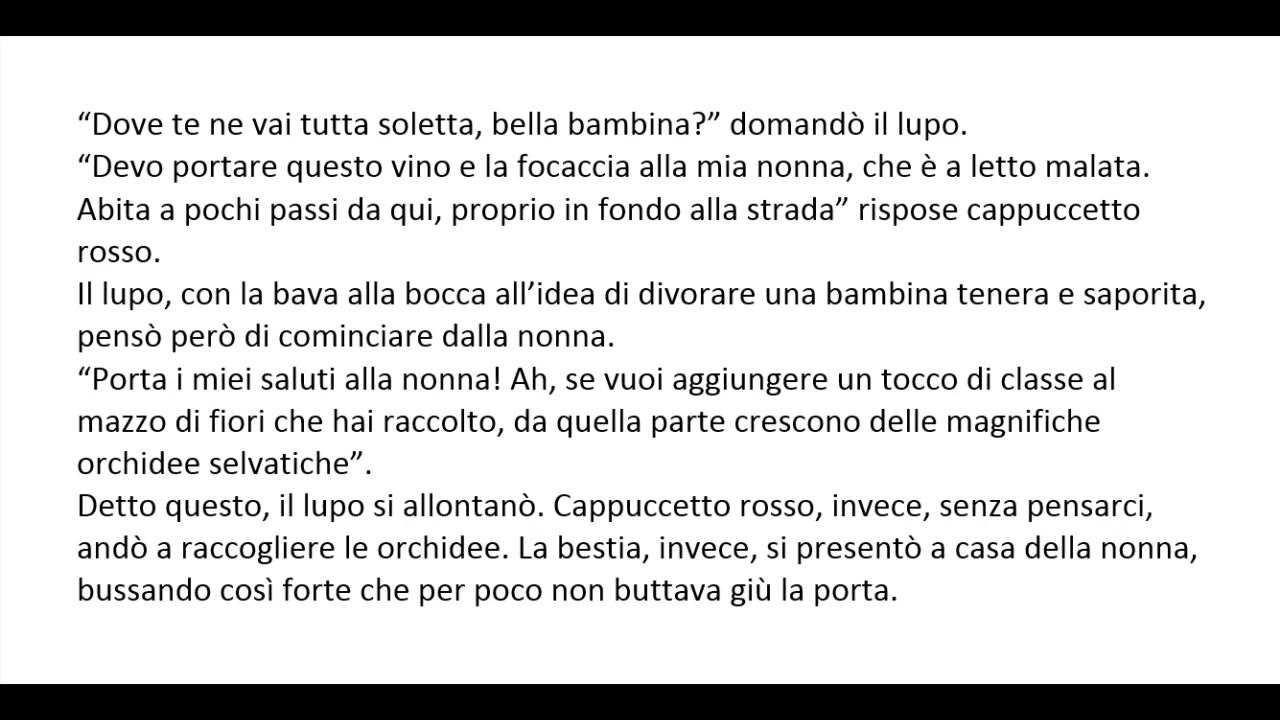 “Dove te ne vai tutta soletta, bella bambina?” domandò il lupo.
“Devo portare questo vino e la focaccia alla mia nonna, che è a letto malata.
Abita a pochi passi da qui, proprio in fondo alla strada” rispose cappuccetto
rosso.
Il lupo, con la bava alla bocca all’idea di divorare una bambina tenera e saporita,
pensò però di cominciare dalla nonna.
“Porta i miei saluti alla nonna! Ah, se vuoi aggiungere un tocco di classe al
mazzo di fiori che hai raccolto, da quella parte crescono delle magnifiche
orchidee selvatiche”.
Detto questo, il lupo si allontanò. Cappuccetto rosso, invece, senza pensarci,
andò a raccogliere le orchidee. La bestia, invece, si presentò a casa della nonna,
bussando così forte che per poco non buttava giù la porta.